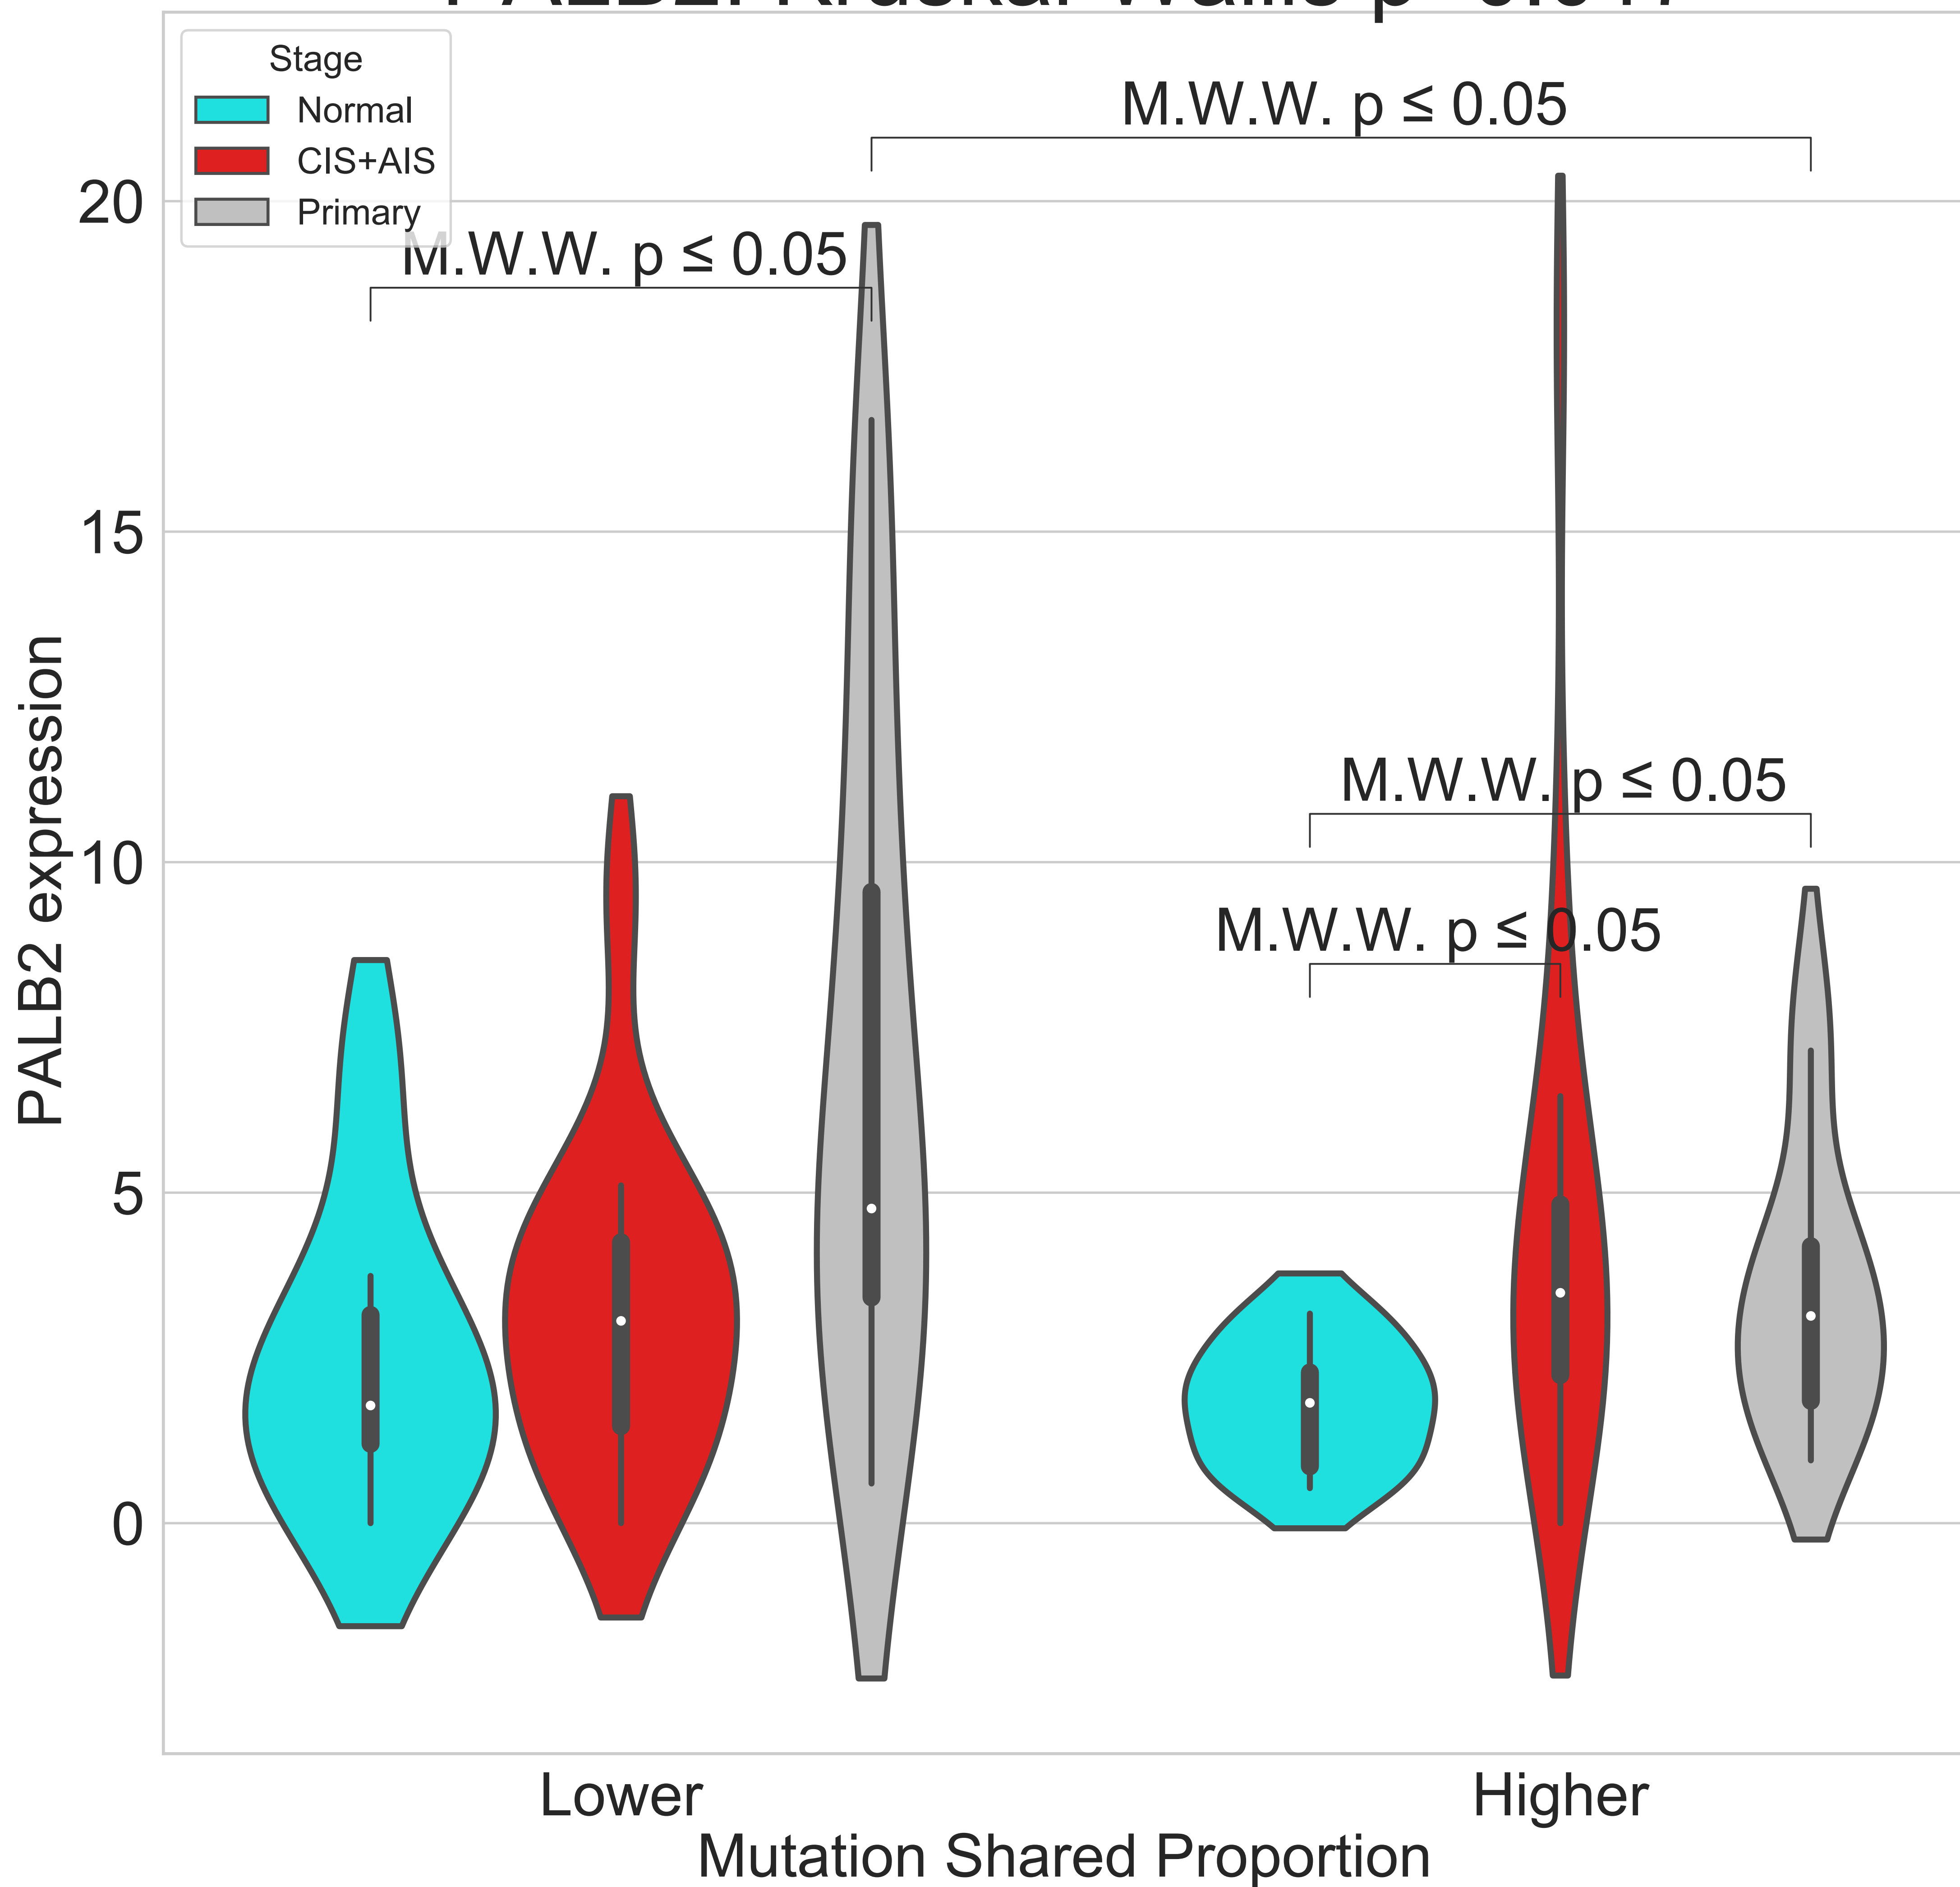 Stage
Normal
CIS+AIS
Primary
M.W.W. p ≤ 0.05
M.W.W. p ≤ 0.05
M.W.W. p ≤ 0.05
M.W.W. p ≤ 0.05
20
15
10
5
0
PALB2 expression
Lower
Higher
Mutation Shared Proportion